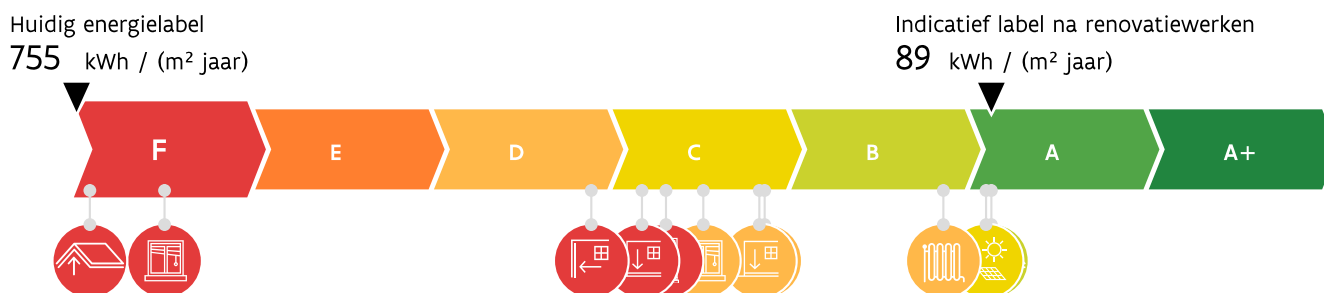 Huidig energielabel
755 kWh / (m² jaar)
Indicatief label na renovatiewerken
89 kWh / (m² jaar)
F E D C B A A+